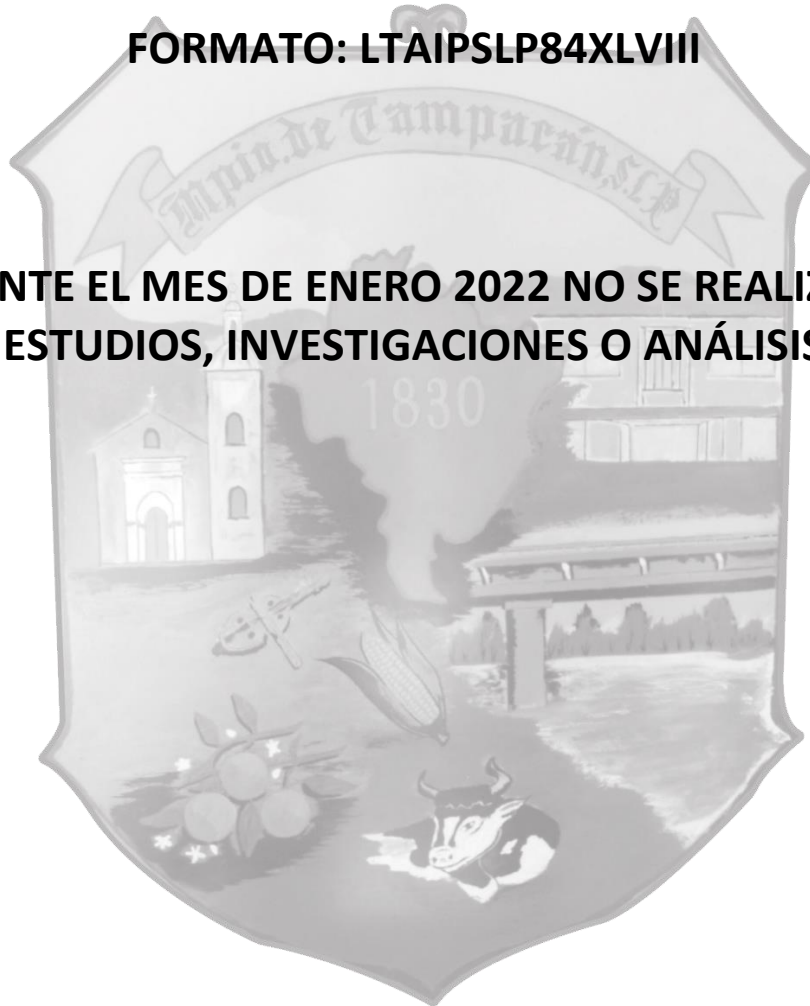 FORMATO: LTAIPSLP84XLVIII
Mpio. de Tampacán, S.L.P
NTE EL MES DE ENERO 2022 NO SE REALIZ
ESTUDIOS, INVESTIGACIONES O ANÁLISIS
1830